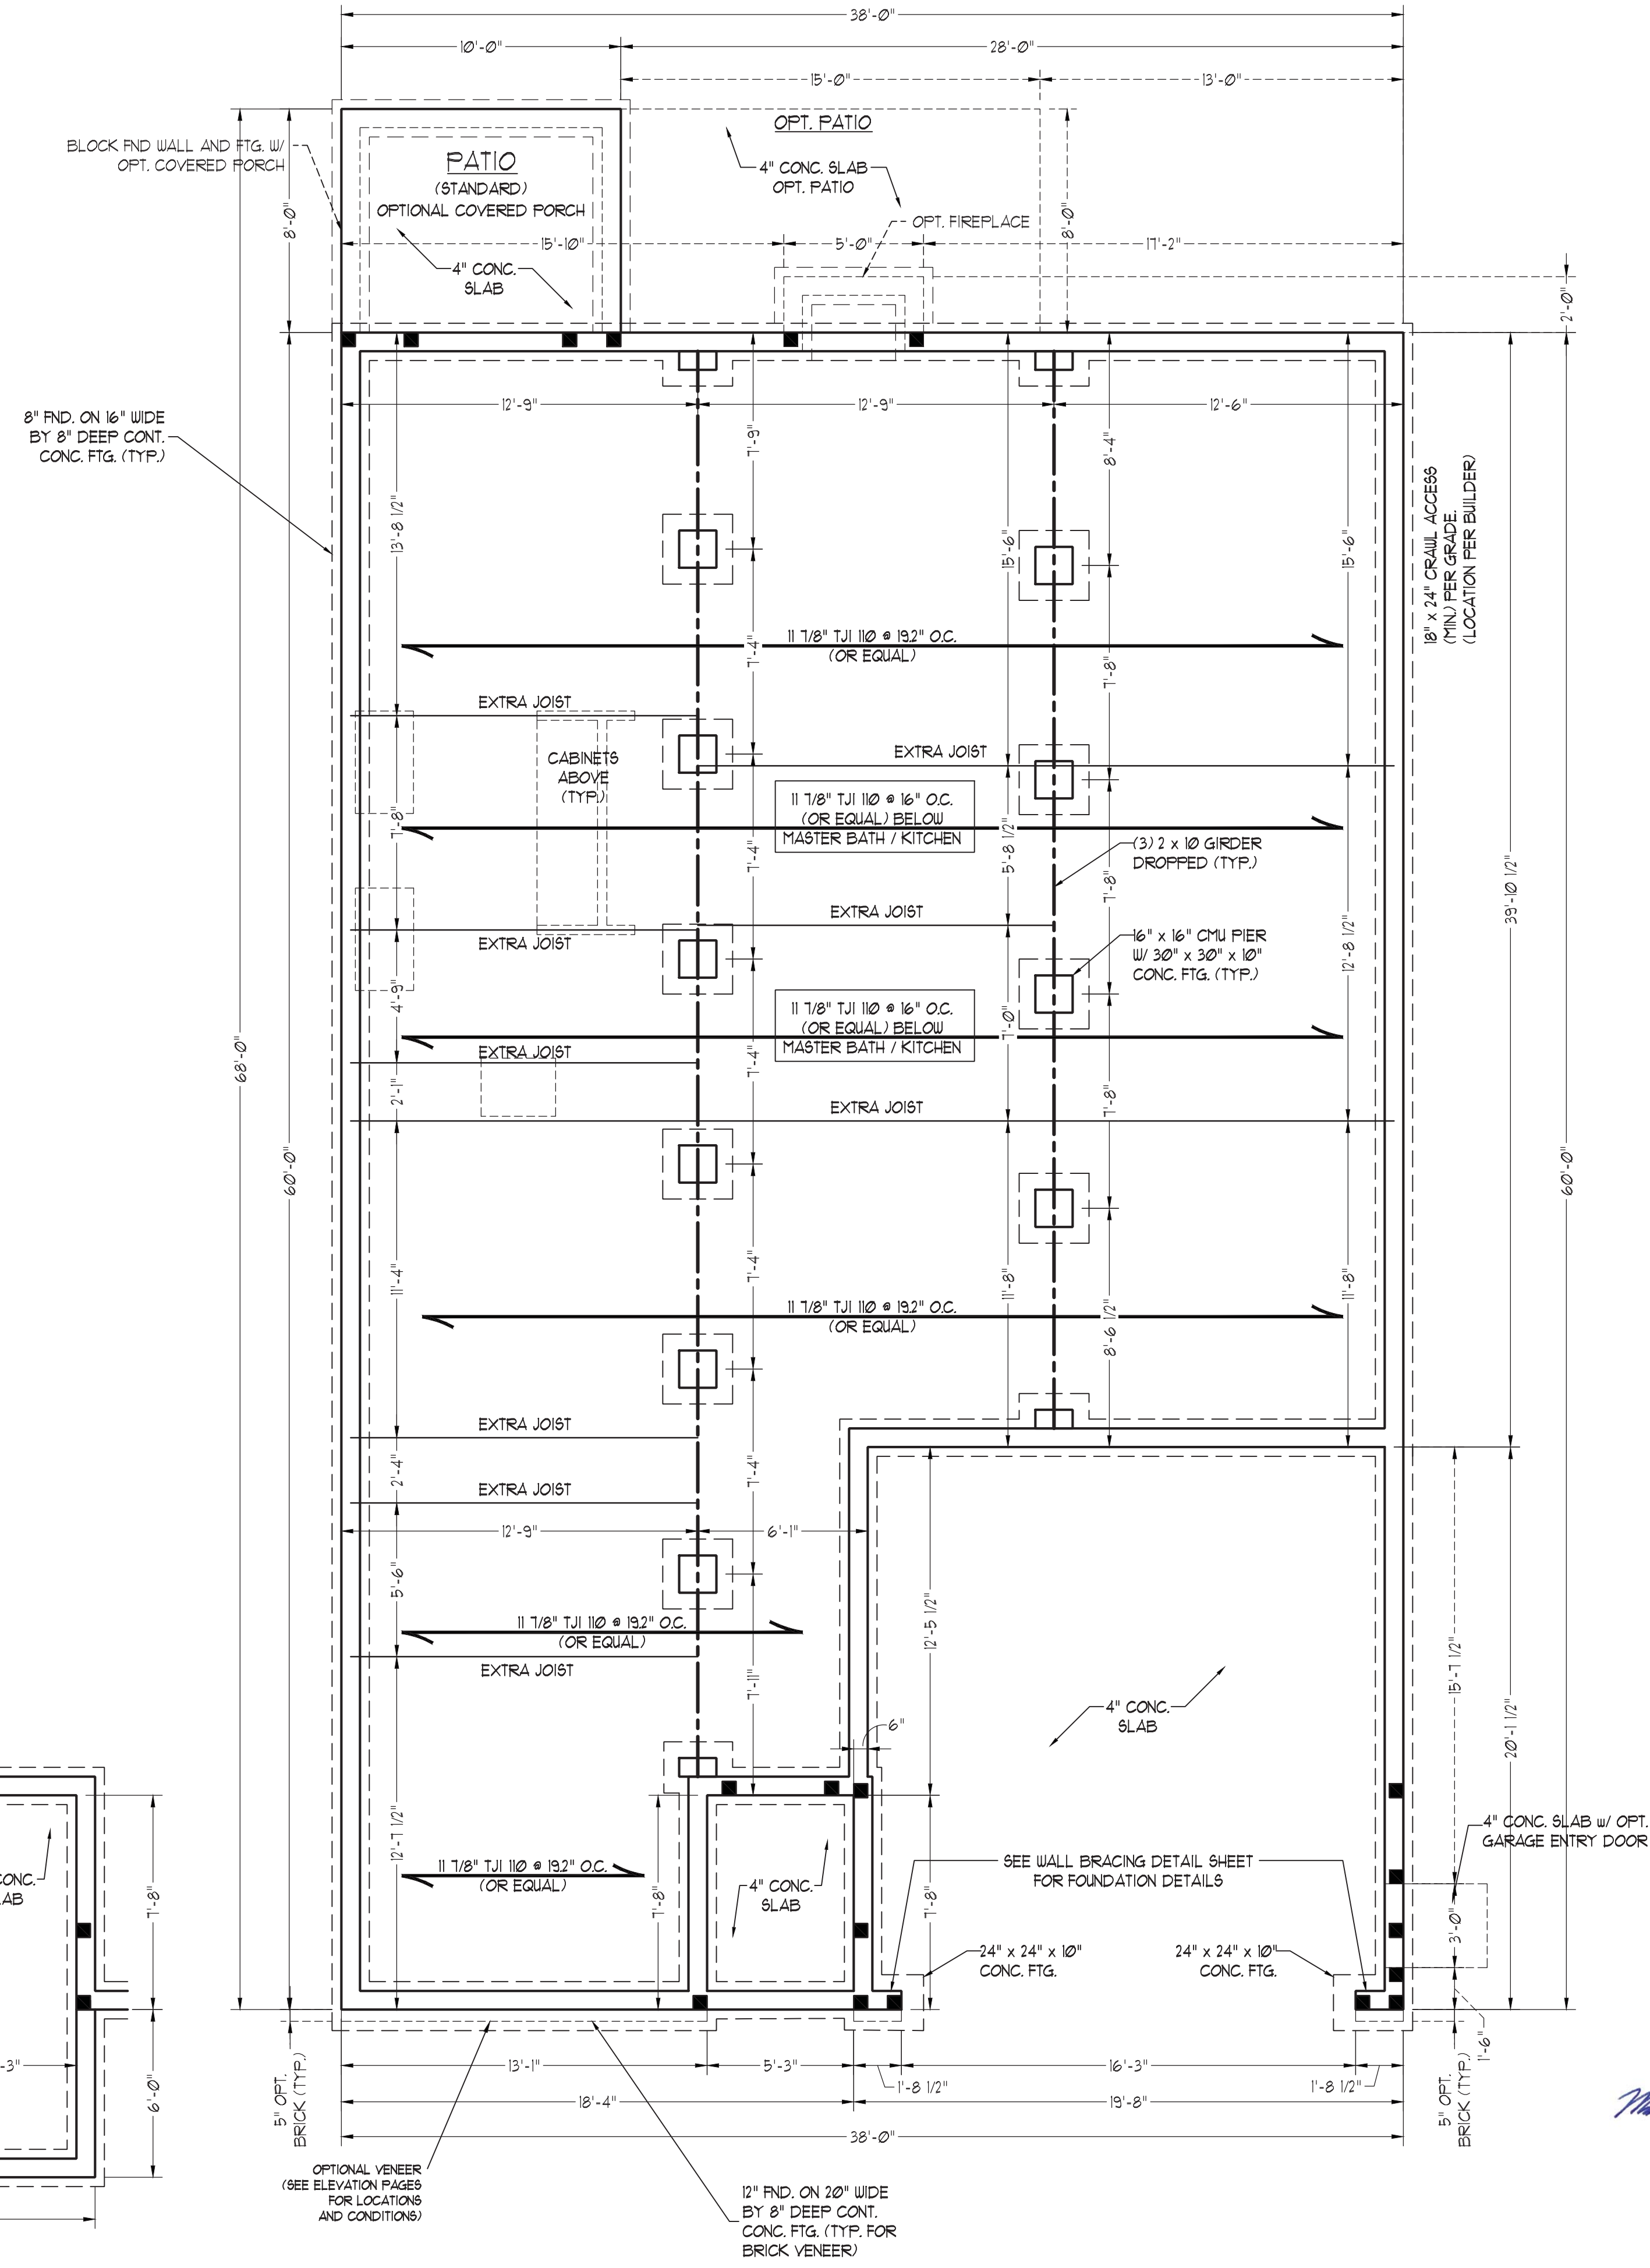 38'-0"
10'-0"
28'-0"
15'-0"
13'-0"
BLOCK FND WALL AND FTG. W/
OPT. COVERED PORCH
PATIO
(STANDARD)
OPTIONAL COVERED PORCH
4" CONC.
SLAB
OPT. PATIO
4" CONC. SLAB
OPT. PATIO
OPT. FIREPLACE
8'-0"
8'-0"
15'-10"
5'-0"
17'-2"
2'-0"
8" FND. ON 16" WIDE
BY 8" DEEP CONT.
CONC. FTG. (TYP.)
12'-9"
12'-9"
12'-6"
13'-8 1/2"
7'-9"
15'-6"
8'-4"
15'-6"
18" x 24" CRAWL ACCESS
(MIN.) PER GRADE.
(LOCATION PER BUILDER)
11 7/8" TJI 110 @ 19.2" O.C.
(OR EQUAL)
7'-4"
7'-8"
EXTRA JOIST
EXTRA JOIST
CABINETS
ABOVE
(TYP.)
11 7/8" TJI 110 @ 16" O.C.
(OR EQUAL) BELOW
MASTER BATH / KITCHEN
7'-8"
7'-4"
5'-8 1/2"
(3) 2 x 10 GIRDER
DROPPED (TYP.)
7'-8"
39'-10 1/2"
EXTRA JOIST
EXTRA JOIST
16" x 16" CMU PIER
W/ 30" x 30" x 10"
CONC. FTG. (TYP.)
12'-8 1/2"
4'-9"
11 7/8" TJI 110 @ 16" O.C.
(OR EQUAL) BELOW
MASTER BATH / KITCHEN
7'-0"
7'-4"
EXTRA JOIST
68'-0"
2'-1"
7'-8"
EXTRA JOIST
60'-0"
60'-0"
11'-4"
7'-4"
11'-8"
8'-6 1/2"
11'-8"
11 7/8" TJI 110 @ 19.2" O.C.
(OR EQUAL)
EXTRA JOIST
2'-4"
7'-4"
EXTRA JOIST
12'-9"
6'-1"
5'-6"
12'-5 1/2"
11 7/8" TJI 110 @ 19.2" O.C.
(OR EQUAL)
EXTRA JOIST
7'-11"
4" CONC.
SLAB
6"
15'-7 1/2"
20'-1 1/2"
12'-7 1/2"
11 7/8" TJI 110 @ 19.2" O.C.
(OR EQUAL)
7'-8"
4" CONC.
SLAB
7'-8"
SEE WALL BRACING DETAIL SHEET
FOR FOUNDATION DETAILS
4" CONC. SLAB w/ OPT.
GARAGE ENTRY DOOR
3'-0"
24" x 24" x 10"
CONC. FTG.
24" x 24" x 10"
CONC. FTG.
CONC.
7'-8"
6'-0"
-3"
13'-1"
5'-3"
1'-8 1/2"
16'-3"
1'-8 1/2"
1'-6"
18'-4"
19'-8"
38'-0"
5" OPT.
BRICK (TYP.)
5" OPT.
BRICK (TYP.)
OPTIONAL VENEER
(SEE ELEVATION PAGES
FOR LOCATIONS
AND CONDITIONS)
12" FND. ON 20" WIDE
BY 8" DEEP CONT.
CONC. FTG. (TYP. FOR
BRICK VENEER)